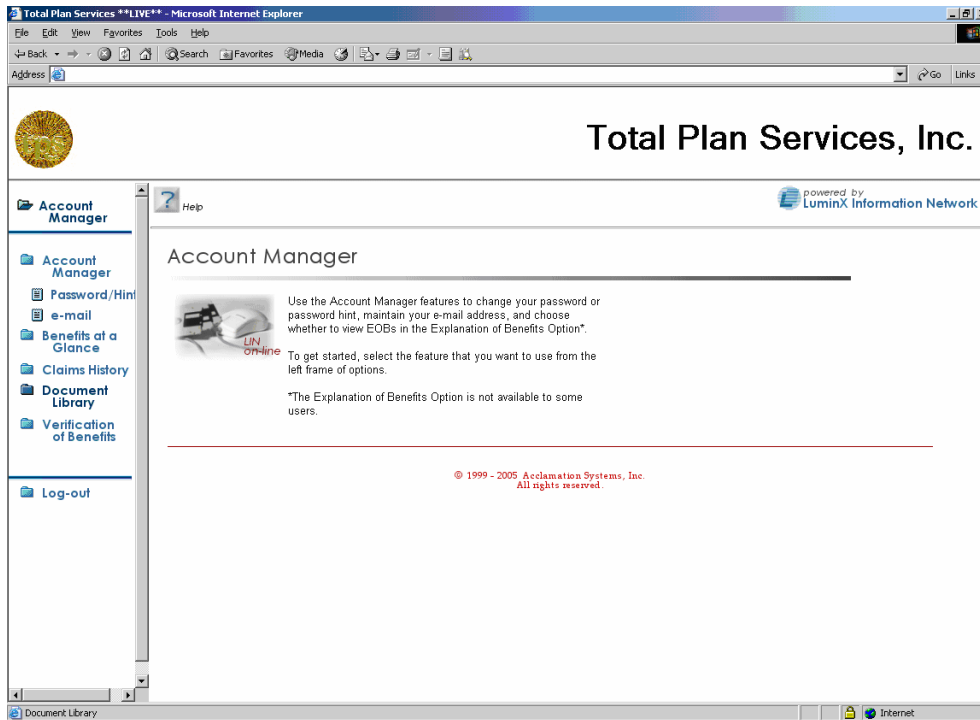 Total Plan Services **LIVE** - Microsoft Internet Explorer
File Edit View Favorites Tools Help
Back Search Favorites Media
Address Go Links
TPS
Total Plan Services, Inc.
Account
Manager
? Help
powered by
LuminX Information Network
Account
Manager
Password/Hint
e-mail
Benefits at a
Glance
Claims History
Document
Library
Verification
of Benefits
Log-out
Account Manager
LIN
on-line
Use the Account Manager features to change your password or
password hint, maintain your e-mail address, and choose
whether to view EOBs in the Explanation of Benefits Option*.
To get started, select the feature that you want to use from the
left frame of options.
*The Explanation of Benefits Option is not available to some
users.
© 1999 - 2005 Acclamation Systems, Inc.
All rights reserved.
Document Library
Internet